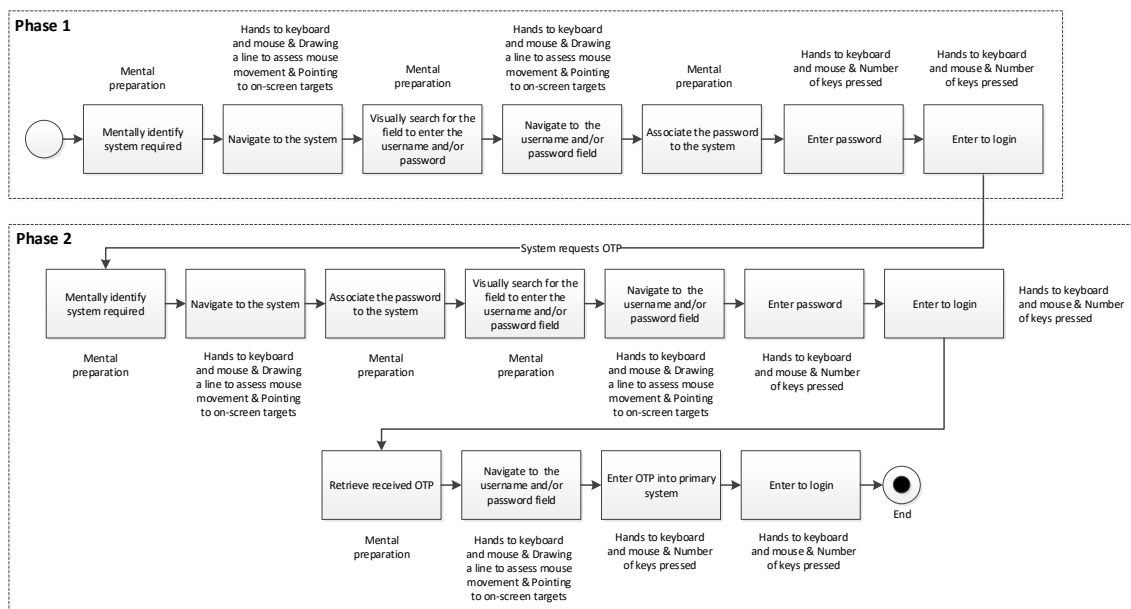 Phase 1
Mental
preparation
Hands to keyboard
and mouse & Drawing
a line to assess mouse
movement & Pointing
to on-screen targets
Mental
preparation
Hands to keyboard
and mouse & Drawing
a line to assess mouse
movement & Pointing
to on-screen targets
Mental
preparation
Hands to keyboard
and mouse & Number
of keys pressed
Hands to keyboard
and mouse & Number
of keys pressed
Mentally identify
system required
Navigate to the system
Visually search for the
field to enter the
username and/or
password
Navigate to the
username and/or
password field
Associate the password
to the system
Enter password
Enter to login
Phase 2
System requests OTP
Mentally identify
system required
Navigate to the system
Associate the password
to the system
Visually search for the
field to enter the
username and/or
password field
Navigate to the
username and/or
password field
Enter password
Enter to login
Hands to keyboard
and mouse & Number
of keys pressed
Mental
preparation
Hands to keyboard
and mouse & Drawing
a line to assess mouse
movement & Pointing
to on-screen targets
Mental
preparation
Mental
preparation
Hands to keyboard
and mouse & Drawing
a line to assess mouse
movement & Pointing
to on-screen targets
Hands to keyboard
and mouse & Number
of keys pressed
Retrieve received OTP
Navigate to the
username and/or
password field
Enter OTP into primary
system
Enter to login
End
Mental
preparation
Hands to keyboard
and mouse & Drawing
a line to assess mouse
movement & Pointing
to on-screen targets
Hands to keyboard
and mouse & Number
of keys pressed
Hands to keyboard
and mouse & Number
of keys pressed